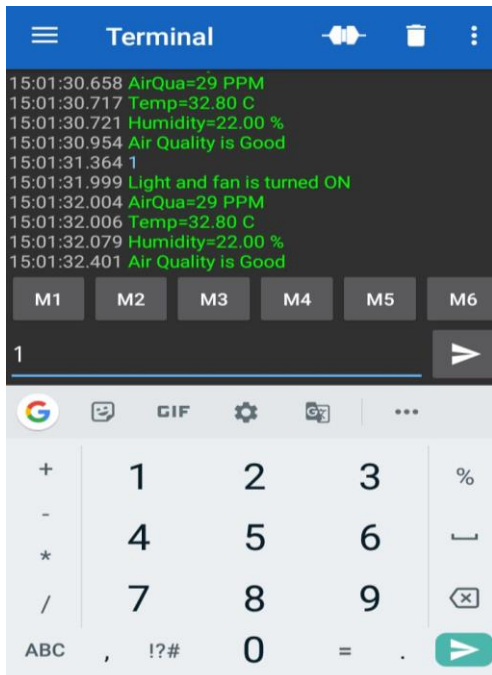 Terminal
15:01:30.658 AirQua=29 PPM
15:01:30.717 Temp=32.80 C
15:01:30.721 Humidity=22.00 %
15:01:30.954 Air Quality is Good
15:01:31.364 1
15:01:31.999 Light and fan is turned ON
15:01:32.004 AirQua=29 PPM
15:01:32.006 Temp=32.80 C
15:01:32.079 Humidity=22.00 %
15:01:32.401 Air Quality is Good
M1 M2 M3 M4 M5 M6
1
G GIF G
+ 1 2 3 %
- 
* 4 5 6
/ 7 8 9
ABC , !?# 0 = .